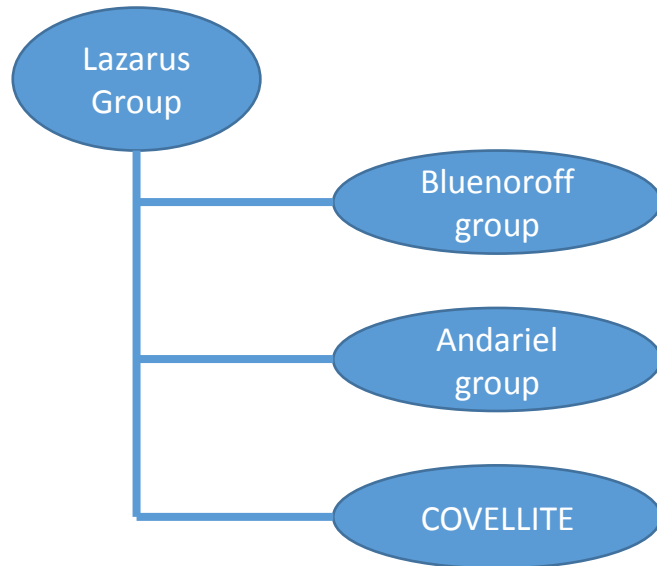 Lazarus
Group
Bluenoroff
group
Andariel
group
COVELLITE